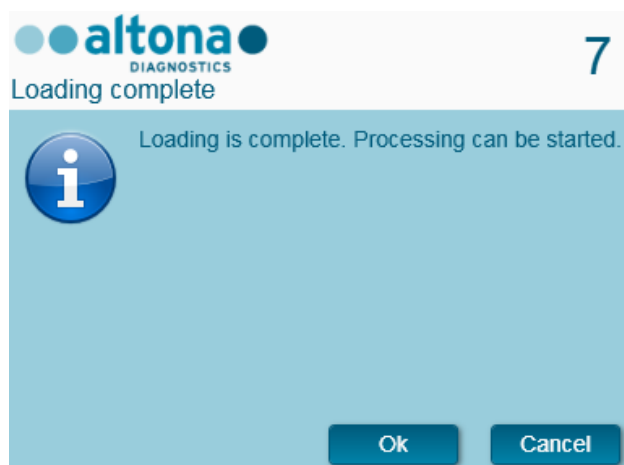 altona
DIAGNOSTICS
7
Loading complete
Loading is complete. Processing can be started.
Ok
Cancel